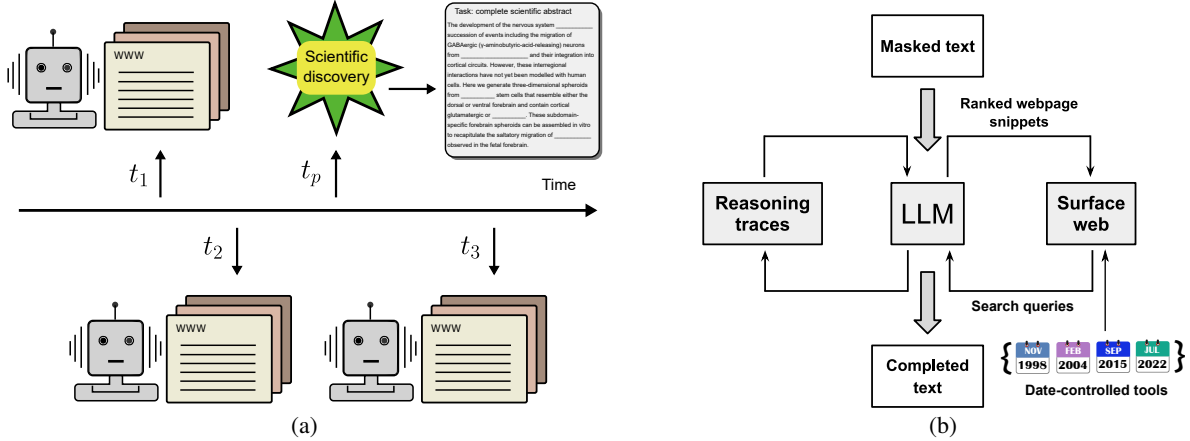 Task: complete scientific abstract
The development of the nervous system __________
succession of events including the migration of
GABAergic (γ-aminobutyric-acid-releasing) neurons
from __________________ and their integration into
cortical circuits. However, these interregional
interactions have not yet been modelled with human
cells. Here we generate three-dimensional spheroids
from _________ stem cells that resemble either the
dorsal or ventral forebrain and contain cortical
glutamatergic or __________. These subdomain-
specific forebrain spheroids can be assembled in vitro
to recapitulate the saltatory migration of __________
observed in the fetal forebrain.
www
Scientific
discovery
t1
tp
Time
t2
t3
www
www
(a)
Masked text
Ranked webpage
snippets
Reasoning
traces
LLM
Surface
web
Search queries
Completed
text
{ NOV 1998 FEB 2004 SEP 2015 JUL 2022 }
Date-controlled tools
(b)